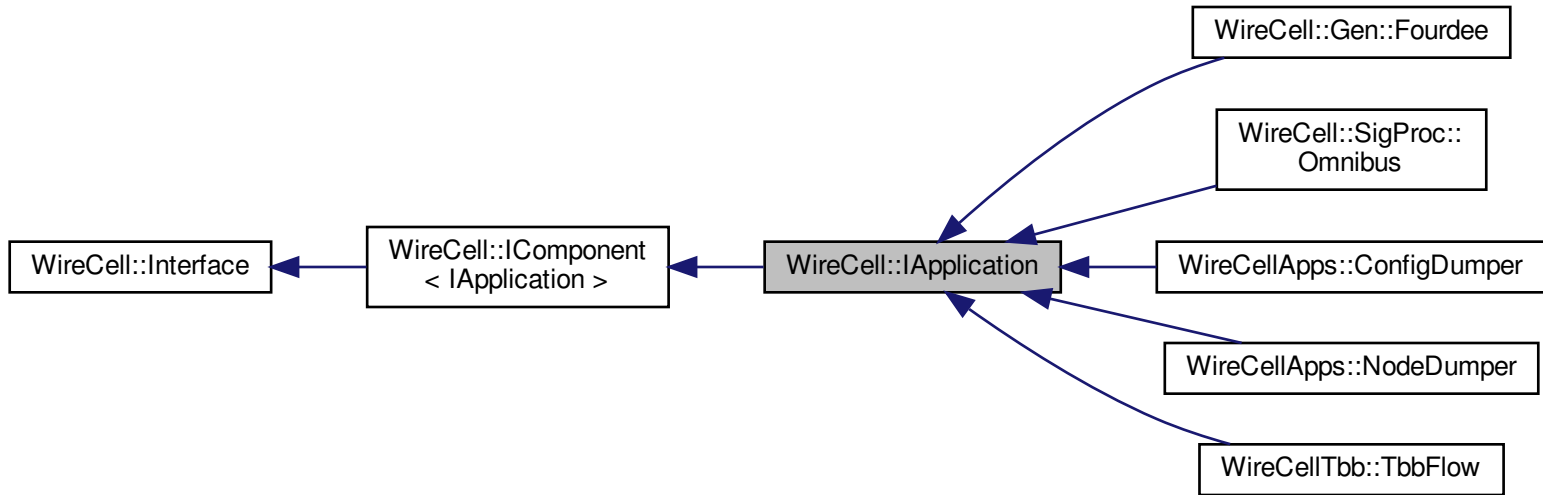 WireCell::Interface
WireCell::IComponent
< IApplication >
WireCell::IApplication
WireCell::Gen::Fourdee
WireCell::SigProc::
Omnibus
WireCellApps::ConfigDumper
WireCellApps::NodeDumper
WireCellTbb::TbbFlow